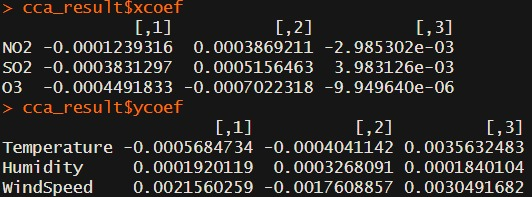 > cca_result$xcoef
[,1] [,2] [,3]
NO2 -0.0001239316 0.0003869211 -2.985302e-03
SO2 -0.0003831297 0.0005156463 3.983126e-03
O3 -0.0004491833 -0.0007022318 -9.949640e-06
> cca_result$ycoef
[,1] [,2] [,3]
Temperature -0.0005684734 -0.0004041142 0.0035632483
Humidity 0.0001920119 0.0003268091 0.0001840104
WindSpeed 0.0021560259 -0.0017608857 0.0030491682